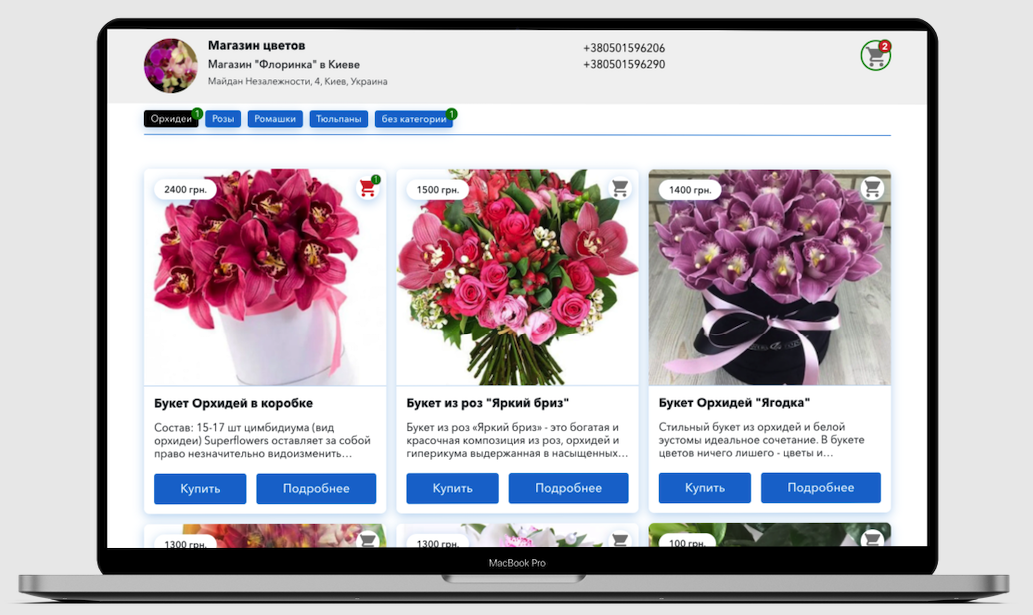 Магазин цветов
Магазин "Флоринка" в Киеве
Майдан Незалежности, 4, Киев, Украина
+380501596206
+380501596290
2
Орхидеи 1
Розы
Ромашки
Тюльпаны
без категории 1
2400 грн.
1
1500 грн.
1400 грн.
Букет Орхидей в коробке
Состав: 15-17 шт цимбидиума (вид
орхидеи) Superflowers оставляет за собой
право незначительно видоизменить...
Купить
Подробнее
Букет из роз "Яркий бриз"
Букет из роз «Яркий бриз» - это богатая и
красочная композиция из роз, орхидей и
гиперикума выдержанная в насыщенных...
Купить
Подробнее
Букет Орхидей "Ягодка"
Стильный букет из орхидей и белой
эустомы идеальное сочетание. В букете
цветов ничего лишего - цветы и...
Купить
Подробнее
1300 грн.
1300 грн.
100 грн.
MacBook Pro